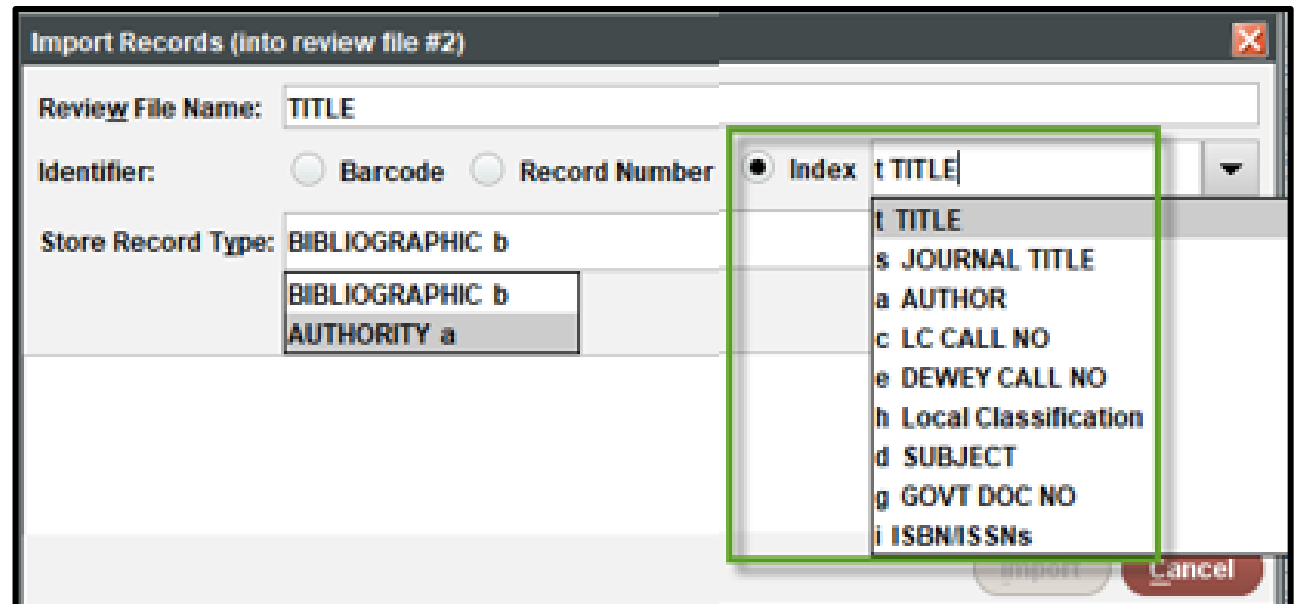 Import Records (into review file #2)
Review File Name: TITLE
Identifier: Barcode Record Number Index t TITLE
Store Record Type: BIBLIOGRAPHIC b
BIBLIOGRAPHIC b
AUTHORITY a
t TITLE
s JOURNAL TITLE
a AUTHOR
c LC CALL NO
e DEWEY CALL NO
h Local Classification
d SUBJECT
g GOVT DOC NO
i ISBN/ISSNs
Import Cancel